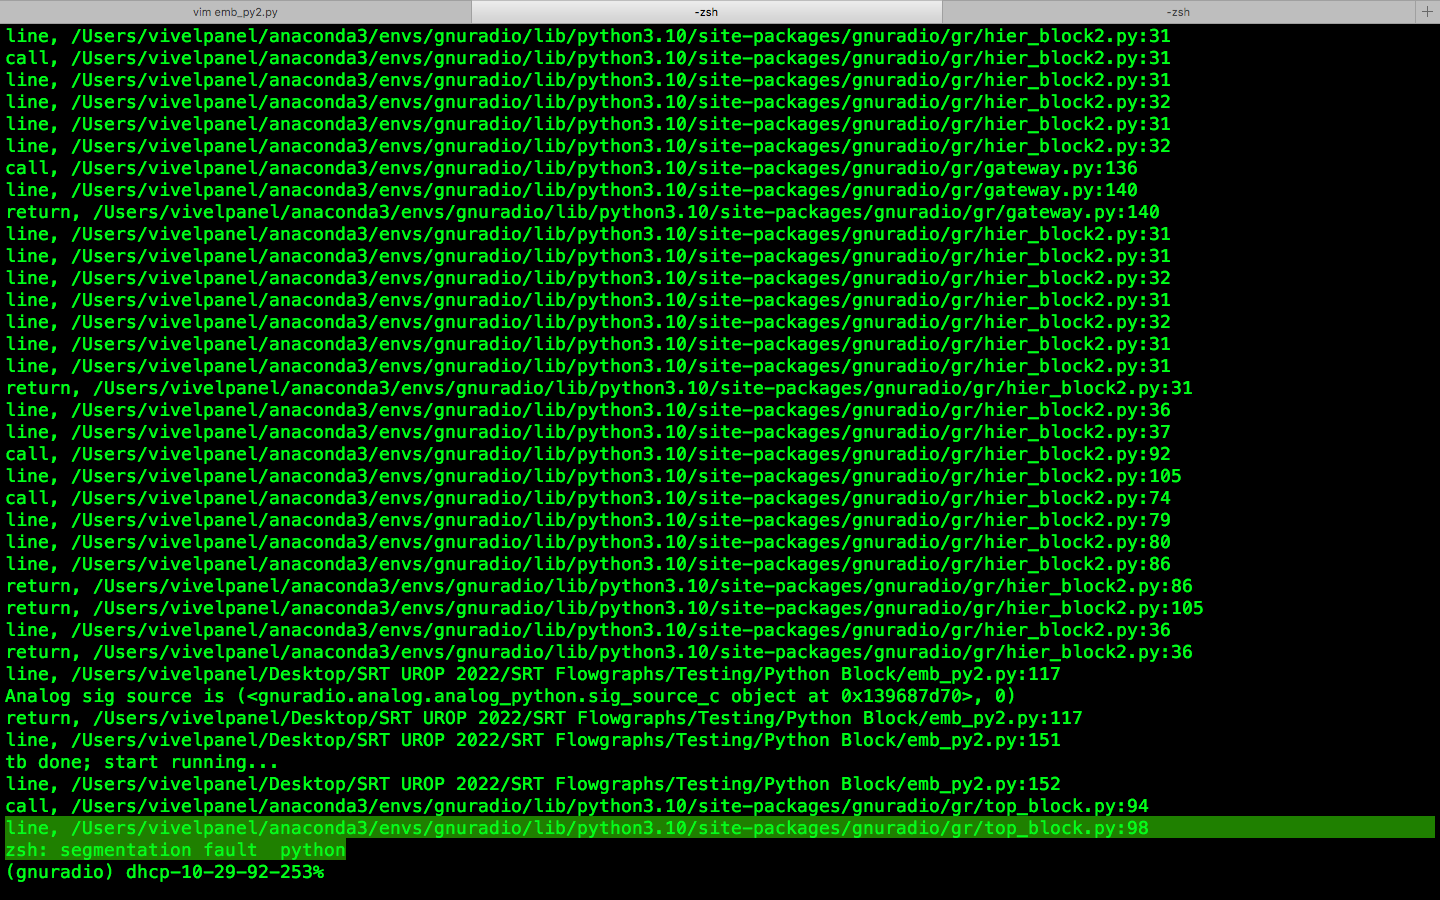 vim emb_py2.py
-zsh
-zsh
+
line, /Users/vivelpanel/anaconda3/envs/gnuradio/lib/python3.10/site-packages/gnuradio/gr/hier_block2.py:31
call, /Users/vivelpanel/anaconda3/envs/gnuradio/lib/python3.10/site-packages/gnuradio/gr/hier_block2.py:31
line, /Users/vivelpanel/anaconda3/envs/gnuradio/lib/python3.10/site-packages/gnuradio/gr/hier_block2.py:31
line, /Users/vivelpanel/anaconda3/envs/gnuradio/lib/python3.10/site-packages/gnuradio/gr/hier_block2.py:32
line, /Users/vivelpanel/anaconda3/envs/gnuradio/lib/python3.10/site-packages/gnuradio/gr/hier_block2.py:31
line, /Users/vivelpanel/anaconda3/envs/gnuradio/lib/python3.10/site-packages/gnuradio/gr/hier_block2.py:32
call, /Users/vivelpanel/anaconda3/envs/gnuradio/lib/python3.10/site-packages/gnuradio/gr/gateway.py:136
line, /Users/vivelpanel/anaconda3/envs/gnuradio/lib/python3.10/site-packages/gnuradio/gr/gateway.py:140
return, /Users/vivelpanel/anaconda3/envs/gnuradio/lib/python3.10/site-packages/gnuradio/gr/gateway.py:140
line, /Users/vivelpanel/anaconda3/envs/gnuradio/lib/python3.10/site-packages/gnuradio/gr/hier_block2.py:31
line, /Users/vivelpanel/anaconda3/envs/gnuradio/lib/python3.10/site-packages/gnuradio/gr/hier_block2.py:31
line, /Users/vivelpanel/anaconda3/envs/gnuradio/lib/python3.10/site-packages/gnuradio/gr/hier_block2.py:32
line, /Users/vivelpanel/anaconda3/envs/gnuradio/lib/python3.10/site-packages/gnuradio/gr/hier_block2.py:31
line, /Users/vivelpanel/anaconda3/envs/gnuradio/lib/python3.10/site-packages/gnuradio/gr/hier_block2.py:32
line, /Users/vivelpanel/anaconda3/envs/gnuradio/lib/python3.10/site-packages/gnuradio/gr/hier_block2.py:31
line, /Users/vivelpanel/anaconda3/envs/gnuradio/lib/python3.10/site-packages/gnuradio/gr/hier_block2.py:31
return, /Users/vivelpanel/anaconda3/envs/gnuradio/lib/python3.10/site-packages/gnuradio/gr/hier_block2.py:31
line, /Users/vivelpanel/anaconda3/envs/gnuradio/lib/python3.10/site-packages/gnuradio/gr/hier_block2.py:36
line, /Users/vivelpanel/anaconda3/envs/gnuradio/lib/python3.10/site-packages/gnuradio/gr/hier_block2.py:37
call, /Users/vivelpanel/anaconda3/envs/gnuradio/lib/python3.10/site-packages/gnuradio/gr/hier_block2.py:92
line, /Users/vivelpanel/anaconda3/envs/gnuradio/lib/python3.10/site-packages/gnuradio/gr/hier_block2.py:105
call, /Users/vivelpanel/anaconda3/envs/gnuradio/lib/python3.10/site-packages/gnuradio/gr/hier_block2.py:74
line, /Users/vivelpanel/anaconda3/envs/gnuradio/lib/python3.10/site-packages/gnuradio/gr/hier_block2.py:79
line, /Users/vivelpanel/anaconda3/envs/gnuradio/lib/python3.10/site-packages/gnuradio/gr/hier_block2.py:80
line, /Users/vivelpanel/anaconda3/envs/gnuradio/lib/python3.10/site-packages/gnuradio/gr/hier_block2.py:86
return, /Users/vivelpanel/anaconda3/envs/gnuradio/lib/python3.10/site-packages/gnuradio/gr/hier_block2.py:86
return, /Users/vivelpanel/anaconda3/envs/gnuradio/lib/python3.10/site-packages/gnuradio/gr/hier_block2.py:105
line, /Users/vivelpanel/anaconda3/envs/gnuradio/lib/python3.10/site-packages/gnuradio/gr/hier_block2.py:36
return, /Users/vivelpanel/anaconda3/envs/gnuradio/lib/python3.10/site-packages/gnuradio/gr/hier_block2.py:36
line, /Users/vivelpanel/Desktop/SRT UROP 2022/SRT Flowgraphs/Testing/Python Block/emb_py2.py:117
Analog sig source is (<gnuradio.analog.analog_python.sig_source_c object at 0x139687d70>, 0)
return, /Users/vivelpanel/Desktop/SRT UROP 2022/SRT Flowgraphs/Testing/Python Block/emb_py2.py:117
line, /Users/vivelpanel/Desktop/SRT UROP 2022/SRT Flowgraphs/Testing/Python Block/emb_py2.py:151
tb done; start running...
line, /Users/vivelpanel/Desktop/SRT UROP 2022/SRT Flowgraphs/Testing/Python Block/emb_py2.py:152
call, /Users/vivelpanel/anaconda3/envs/gnuradio/lib/python3.10/site-packages/gnuradio/gr/top_block.py:94
line, /Users/vivelpanel/anaconda3/envs/gnuradio/lib/python3.10/site-packages/gnuradio/gr/top_block.py:98
zsh: segmentation fault  python
(gnuradio) dhcp-10-29-92-253%